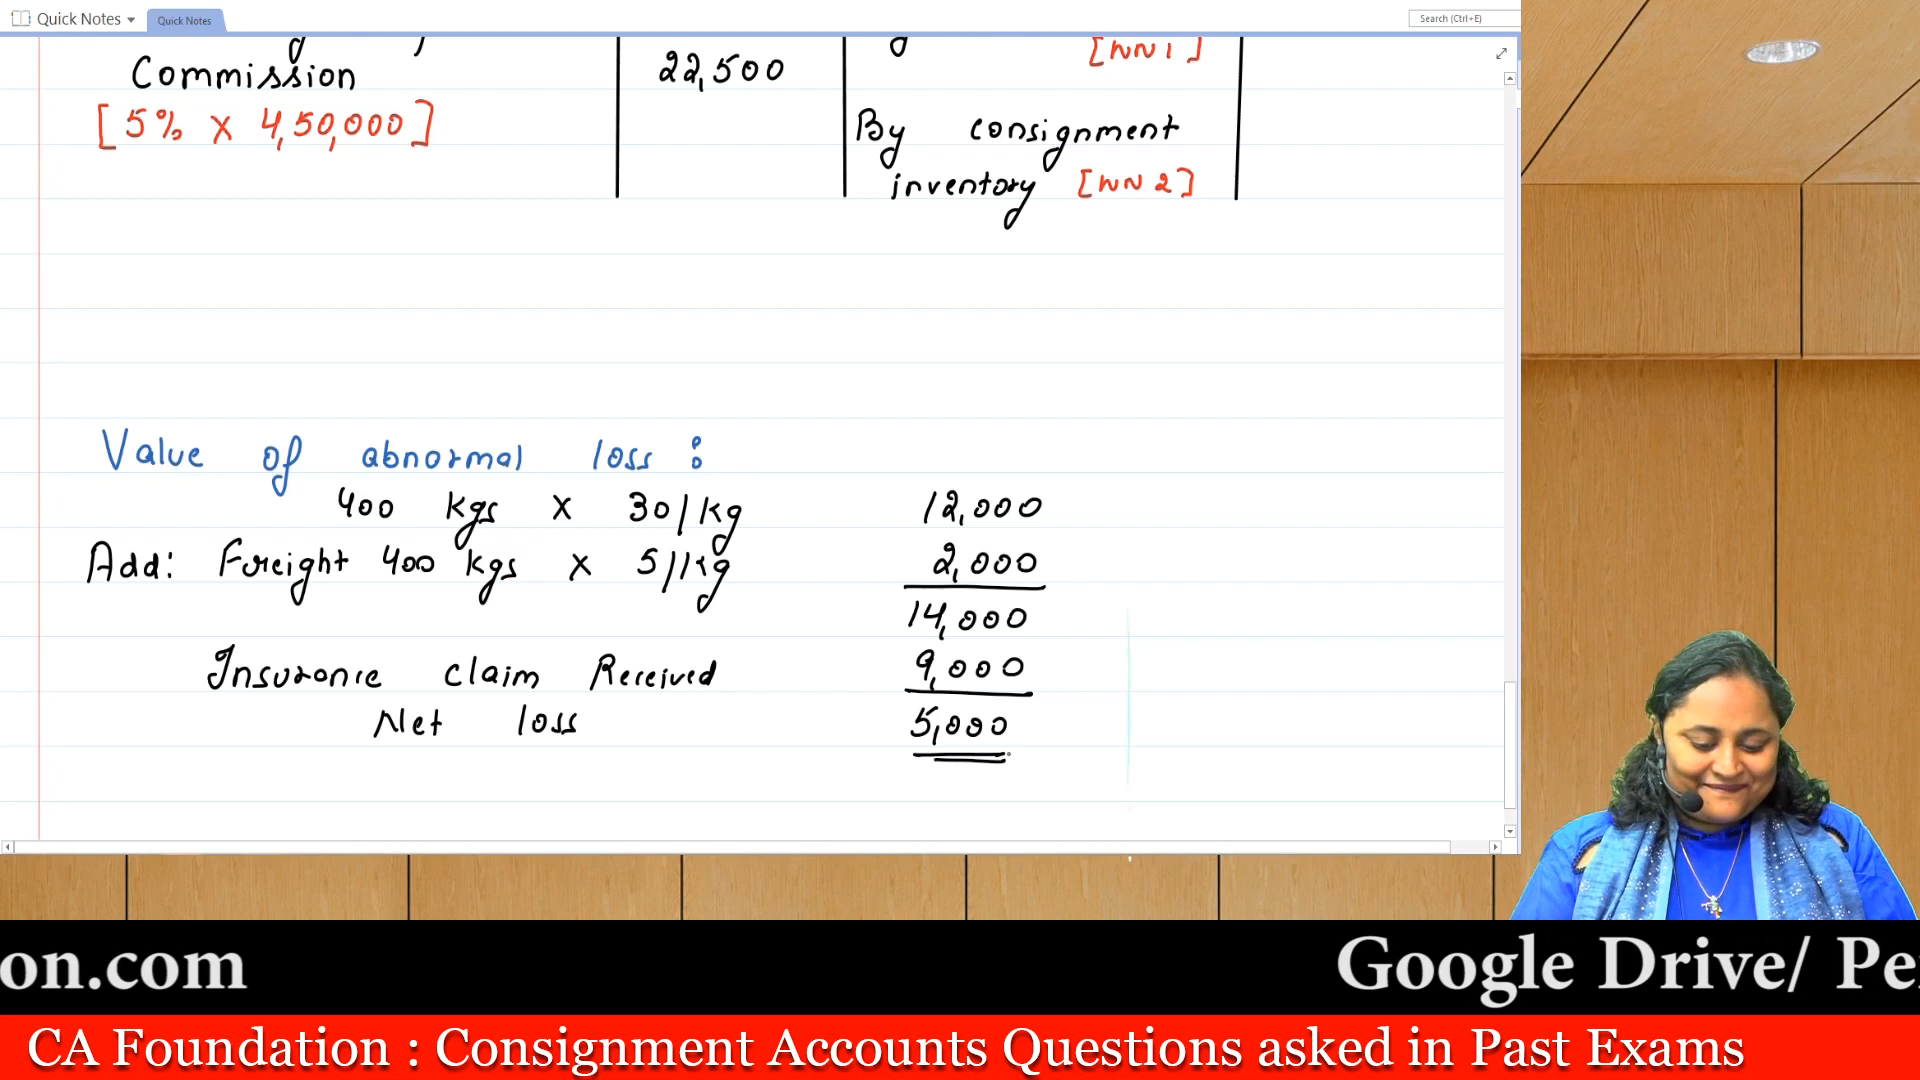 Quick Notes
Quick Notes
Search (Ctrl+E)
Commission 22,500 [WN 1]
[5% X 4,50,000]
By consignment
inventory [WN 2]
Value of abnormal loss :
400 kgs X 30/kg 12,000
Add: Freight 400 kgs X 5/kg 2,000
14,000
Insurance claim Received 9,000
Net loss 5,000
on.com Google Drive/ Pe
CA Foundation : Consignment Accounts Questions asked in Past Exams